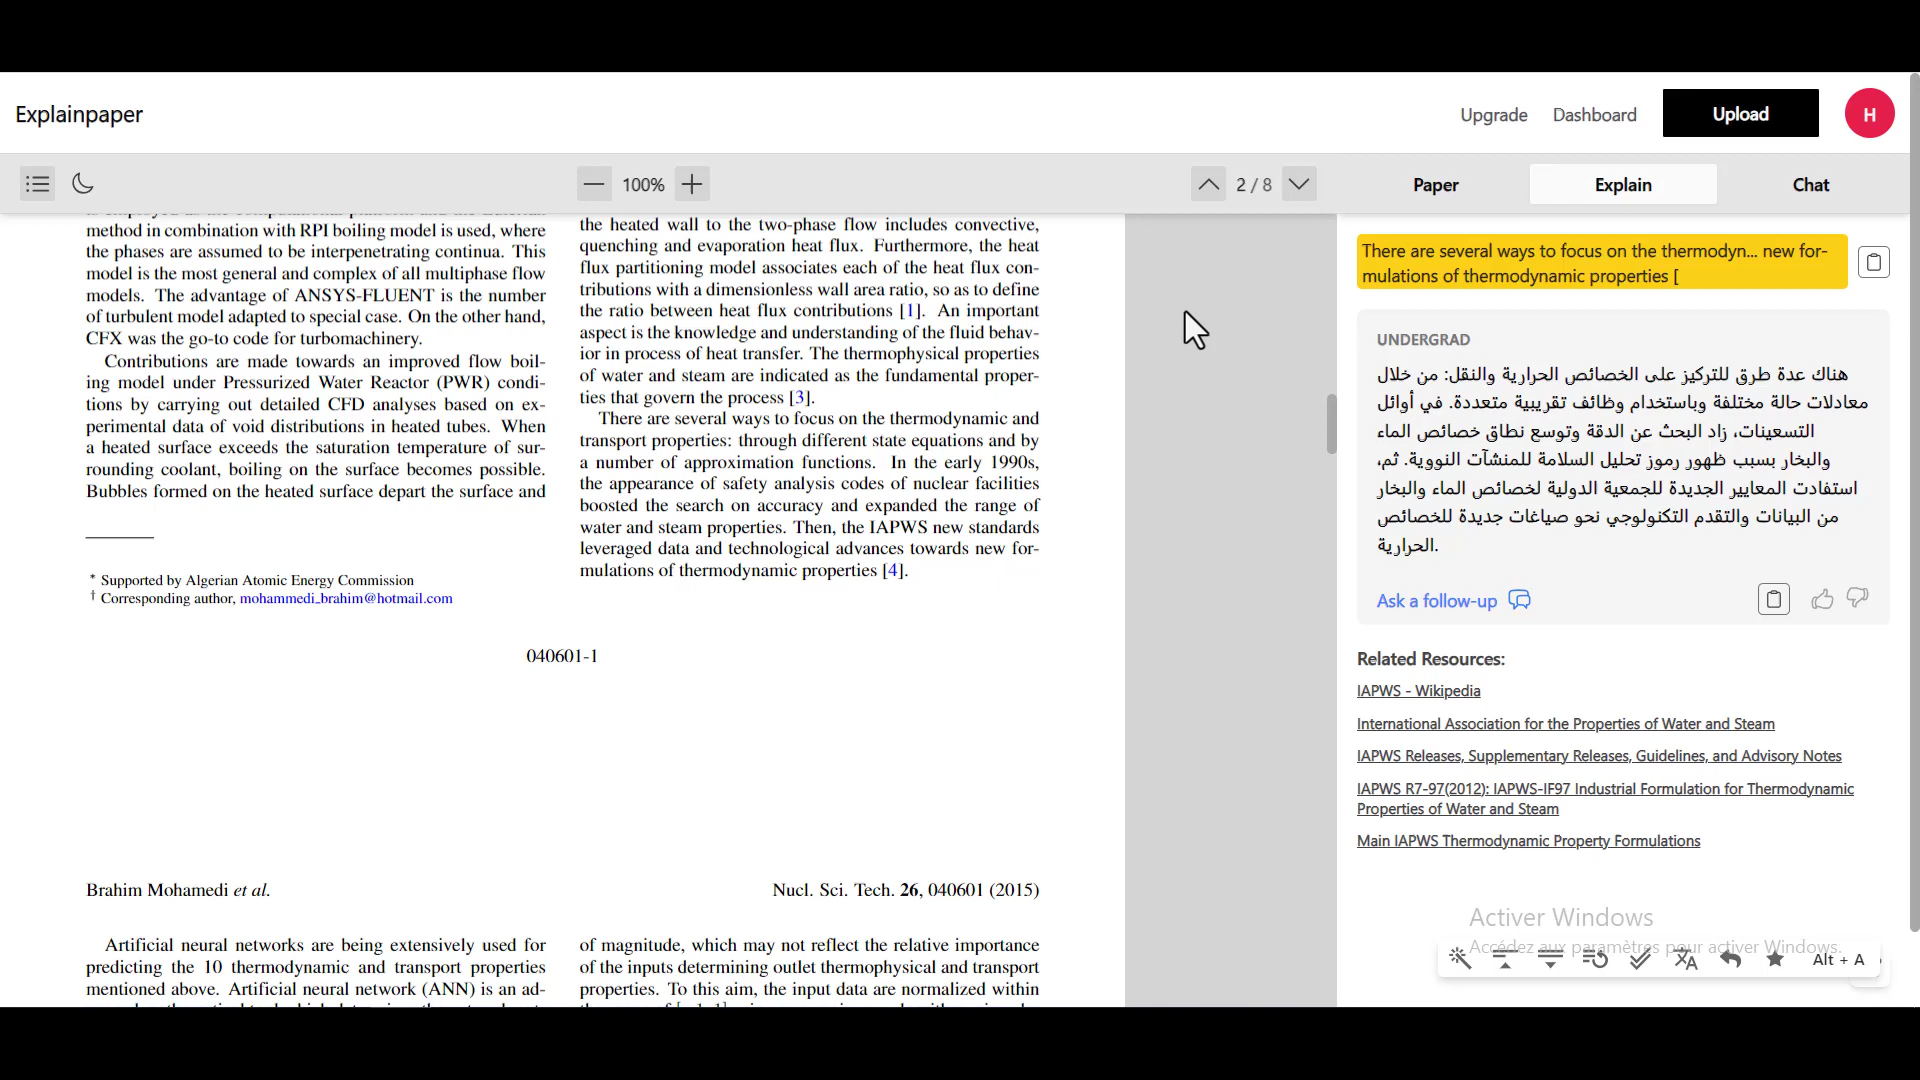 Explainpaper
Upgrade
Dashboard
Upload
H
100%
2 / 8
Paper
Explain
Chat
method in combination with RPI boiling model is used, where
the phases are assumed to be interpenetrating continua. This
model is the most general and complex of all multiphase flow
models. The advantage of ANSYS-FLUENT is the number
of turbulent model adapted to special case. On the other hand,
CFX was the go-to code for turbomachinery.
Contributions are made towards an improved flow boil-
ing model under Pressurized Water Reactor (PWR) condi-
tions by carrying out detailed CFD analyses based on ex-
perimental data of void distributions in heated tubes. When
a heated surface exceeds the saturation temperature of sur-
rounding coolant, boiling on the surface becomes possible.
Bubbles formed on the heated surface depart the surface and
* Supported by Algerian Atomic Energy Commission
† Corresponding author, mohammedi_brahim@hotmail.com
the heated wall to the two-phase flow includes convective,
quenching and evaporation heat flux. Furthermore, the heat
flux partitioning model associates each of the heat flux con-
tributions with a dimensionless wall area ratio, so as to define
the ratio between heat flux contributions [1]. An important
aspect is the knowledge and understanding of the fluid behav-
ior in process of heat transfer. The thermophysical properties
of water and steam are indicated as the fundamental proper-
ties that govern the process [3].
There are several ways to focus on the thermodynamic and
transport properties: through different state equations and by
a number of approximation functions. In the early 1990s,
the appearance of safety analysis codes of nuclear facilities
boosted the search on accuracy and expanded the range of
water and steam properties. Then, the IAPWS new standards
leveraged data and technological advances towards new for-
mulations of thermodynamic properties [4].
040601-1
Brahim Mohamedi et al.
Nucl. Sci. Tech. 26, 040601 (2015)
Artificial neural networks are being extensively used for
predicting the 10 thermodynamic and transport properties
mentioned above. Artificial neural network (ANN) is an ad-
of magnitude, which may not reflect the relative importance
of the inputs determining outlet thermophysical and transport
properties. To this aim, the input data are normalized within
There are several ways to focus on the thermodyn... new for-
mulations of thermodynamic properties [
UNDERGRAD
هناك عدة طرق للتركيز على الخصائص الحرارية والنقل: من خلال
معادلات حالة مختلفة وباستخدام وظائف تقريبية متعددة. في أوائل
التسعينات، زاد البحث عن الدقة وتوسع نطاق خصائص الماء
والبخار بسبب ظهور رموز تحليل السلامة للمنشآت النووية. ثم،
استفادت المعايير الجديدة للجمعية الدولية لخصائص الماء والبخار
من البيانات والتقدم التكنولوجي نحو صياغات جديدة للخصائص
الحرارية.
Ask a follow-up
Related Resources:
IAPWS - Wikipedia
International Association for the Properties of Water and Steam
IAPWS Releases, Supplementary Releases, Guidelines, and Advisory Notes
IAPWS R7-97(2012): IAPWS-IF97 Industrial Formulation for Thermodynamic
Properties of Water and Steam
Main IAPWS Thermodynamic Property Formulations
Activer Windows
Accédez aux paramètres pour activer Windows.
Alt + A